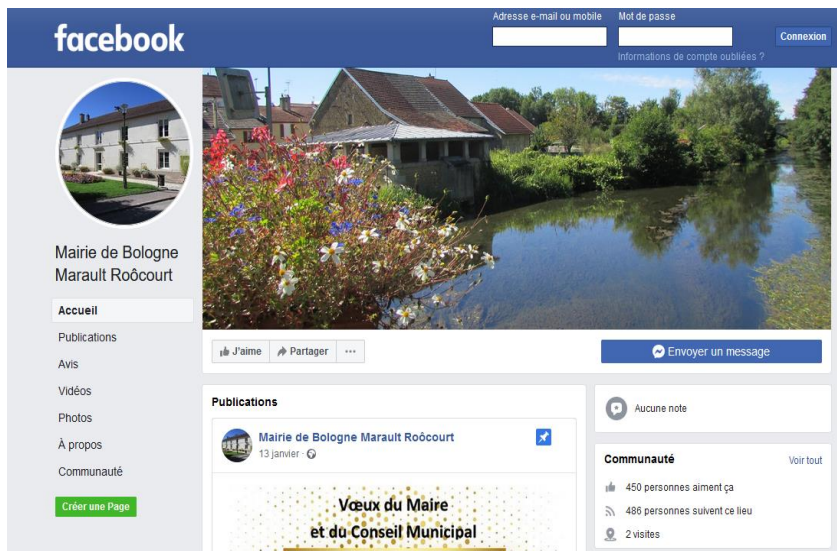 facebook
Adresse e-mail ou mobile
Mot de passe
Connexion
Informations de compte oubliées ?
Mairie de Bologne
Marault Roôcourt
Accueil
Publications
Avis
Vidéos
Photos
À propos
Communauté
Créer une Page
J'aime
Partager
Envoyer un message
Publications
Mairie de Bologne Marault Roôcourt
13 janvier ·
Vœux du Maire
et du Conseil Municipal
Aucune note
Communauté
Voir tout
450 personnes aiment ça
486 personnes suivent ce lieu
2 visites